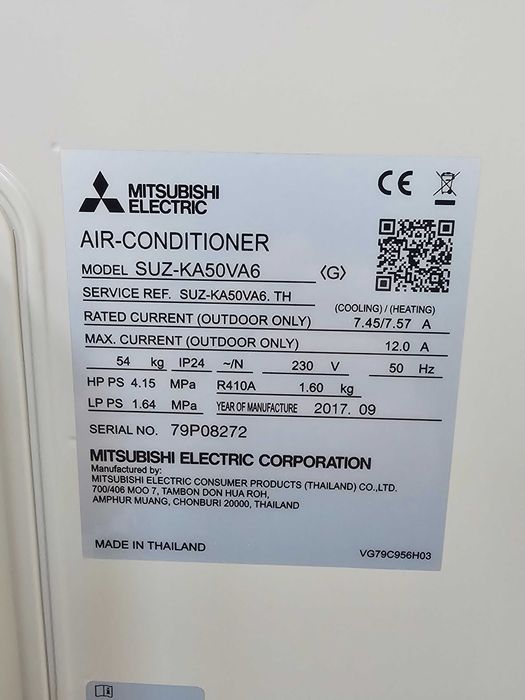 MITSUBISHI
ELECTRIC
CE
AIR-CONDITIONER
MODEL SUZ-KA50VA6 〈G〉
SERVICE REF. SUZ-KA50VA6. TH
(COOLING) / (HEATING)
RATED CURRENT (OUTDOOR ONLY) 7.45/7.57 A
MAX. CURRENT (OUTDOOR ONLY) 12.0 A
54 kg IP24 ~/N 230 V 50 Hz
HP PS 4.15 MPa R410A 1.60 kg
LP PS 1.64 MPa YEAR OF MANUFACTURE 2017. 09
SERIAL NO. 79P08272
MITSUBISHI ELECTRIC CORPORATION
Manufactured by:
MITSUBISHI ELECTRIC CONSUMER PRODUCTS (THAILAND) CO.,LTD.
700/406 MOO 7, TAMBON DON HUA ROH,
AMPHUR MUANG, CHONBURI 20000, THAILAND
MADE IN THAILAND VG79C956H03